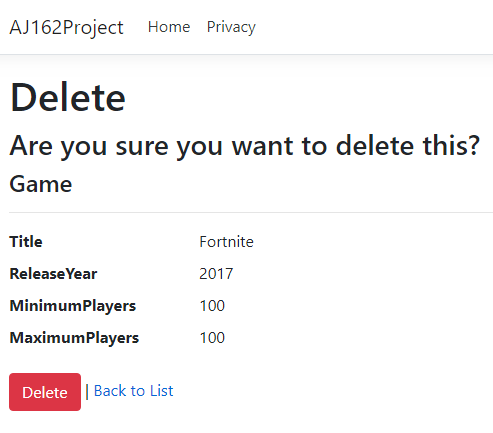 AJ162Project Home Privacy
Delete
Are you sure you want to delete this?
Game
Title Fortnite
ReleaseYear 2017
MinimumPlayers 100
MaximumPlayers 100
Delete | Back to List